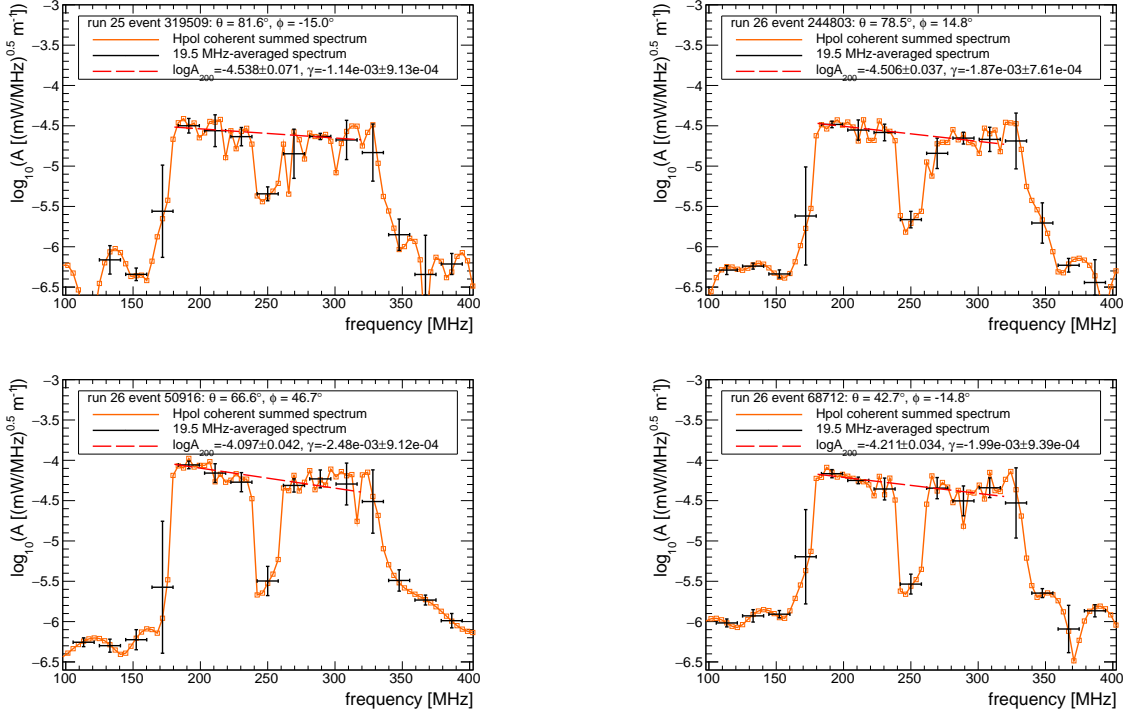 run 25 event 319509: θ = 81.6°, ϕ = -15.0°
Hpol coherent summed spectrum
19.5 MHz-averaged spectrum
logA200=-4.538±0.071, γ=-1.14e-03±9.13e-04
−3
−3.5
−4
−4.5
−5
−5.5
−6
−6.5
log10(A [(mW/MHz)0.5 m-1])
100 150 200 250 300 350 400
frequency [MHz]
run 26 event 244803: θ = 78.5°, ϕ = 14.8°
Hpol coherent summed spectrum
19.5 MHz-averaged spectrum
logA200=-4.506±0.037, γ=-1.87e-03±7.61e-04
−3
−3.5
−4
−4.5
−5
−5.5
−6
−6.5
log10(A [(mW/MHz)0.5 m-1])
100 150 200 250 300 350 400
frequency [MHz]
run 26 event 50916: θ = 66.6°, ϕ = 46.7°
Hpol coherent summed spectrum
19.5 MHz-averaged spectrum
logA200=-4.097±0.042, γ=-2.48e-03±9.12e-04
−3
−3.5
−4
−4.5
−5
−5.5
−6
−6.5
log10(A [(mW/MHz)0.5 m-1])
100 150 200 250 300 350 400
frequency [MHz]
run 26 event 68712: θ = 42.7°, ϕ = -14.8°
Hpol coherent summed spectrum
19.5 MHz-averaged spectrum
logA200=-4.211±0.034, γ=-1.99e-03±9.39e-04
−3
−3.5
−4
−4.5
−5
−5.5
−6
−6.5
log10(A [(mW/MHz)0.5 m-1])
100 150 200 250 300 350 400
frequency [MHz]